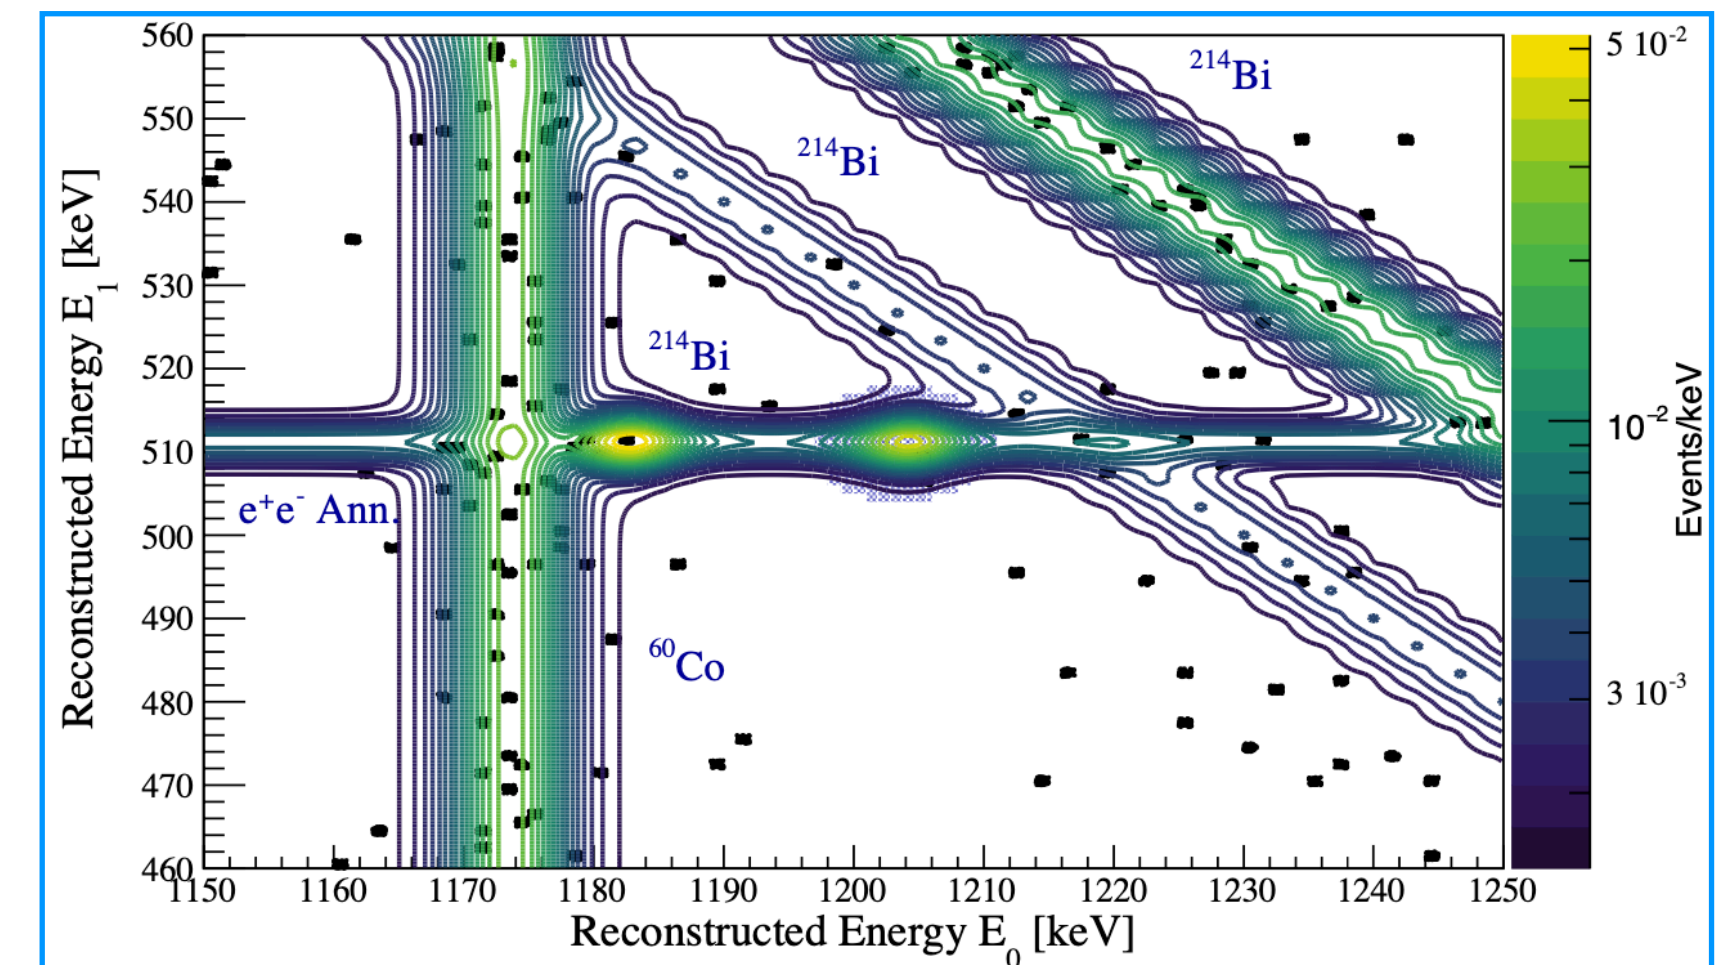 560
550
540
530
520
510
500
490
480
470
460
Reconstructed Energy E1 [keV]
214Bi
214Bi
214Bi
e+e- Ann.
60Co
1150 1160 1170 1180 1190 1200 1210 1220 1230 1240 1250
Reconstructed Energy E0 [keV]
5 10-2
10-2
3 10-3
Events/keV